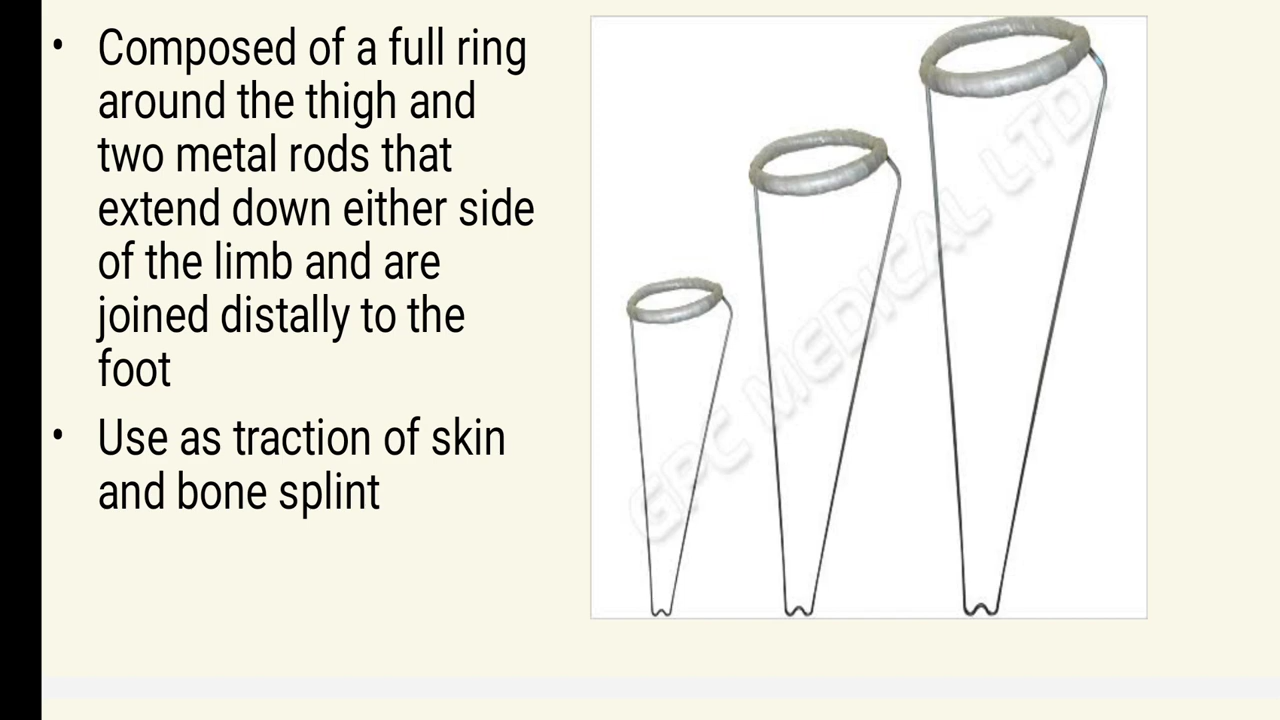 • Composed of a full ring
around the thigh and
two metal rods that
extend down either side
of the limb and are
joined distally to the
foot
• Use as traction of skin
and bone splint
GPC MEDICAL LTD.